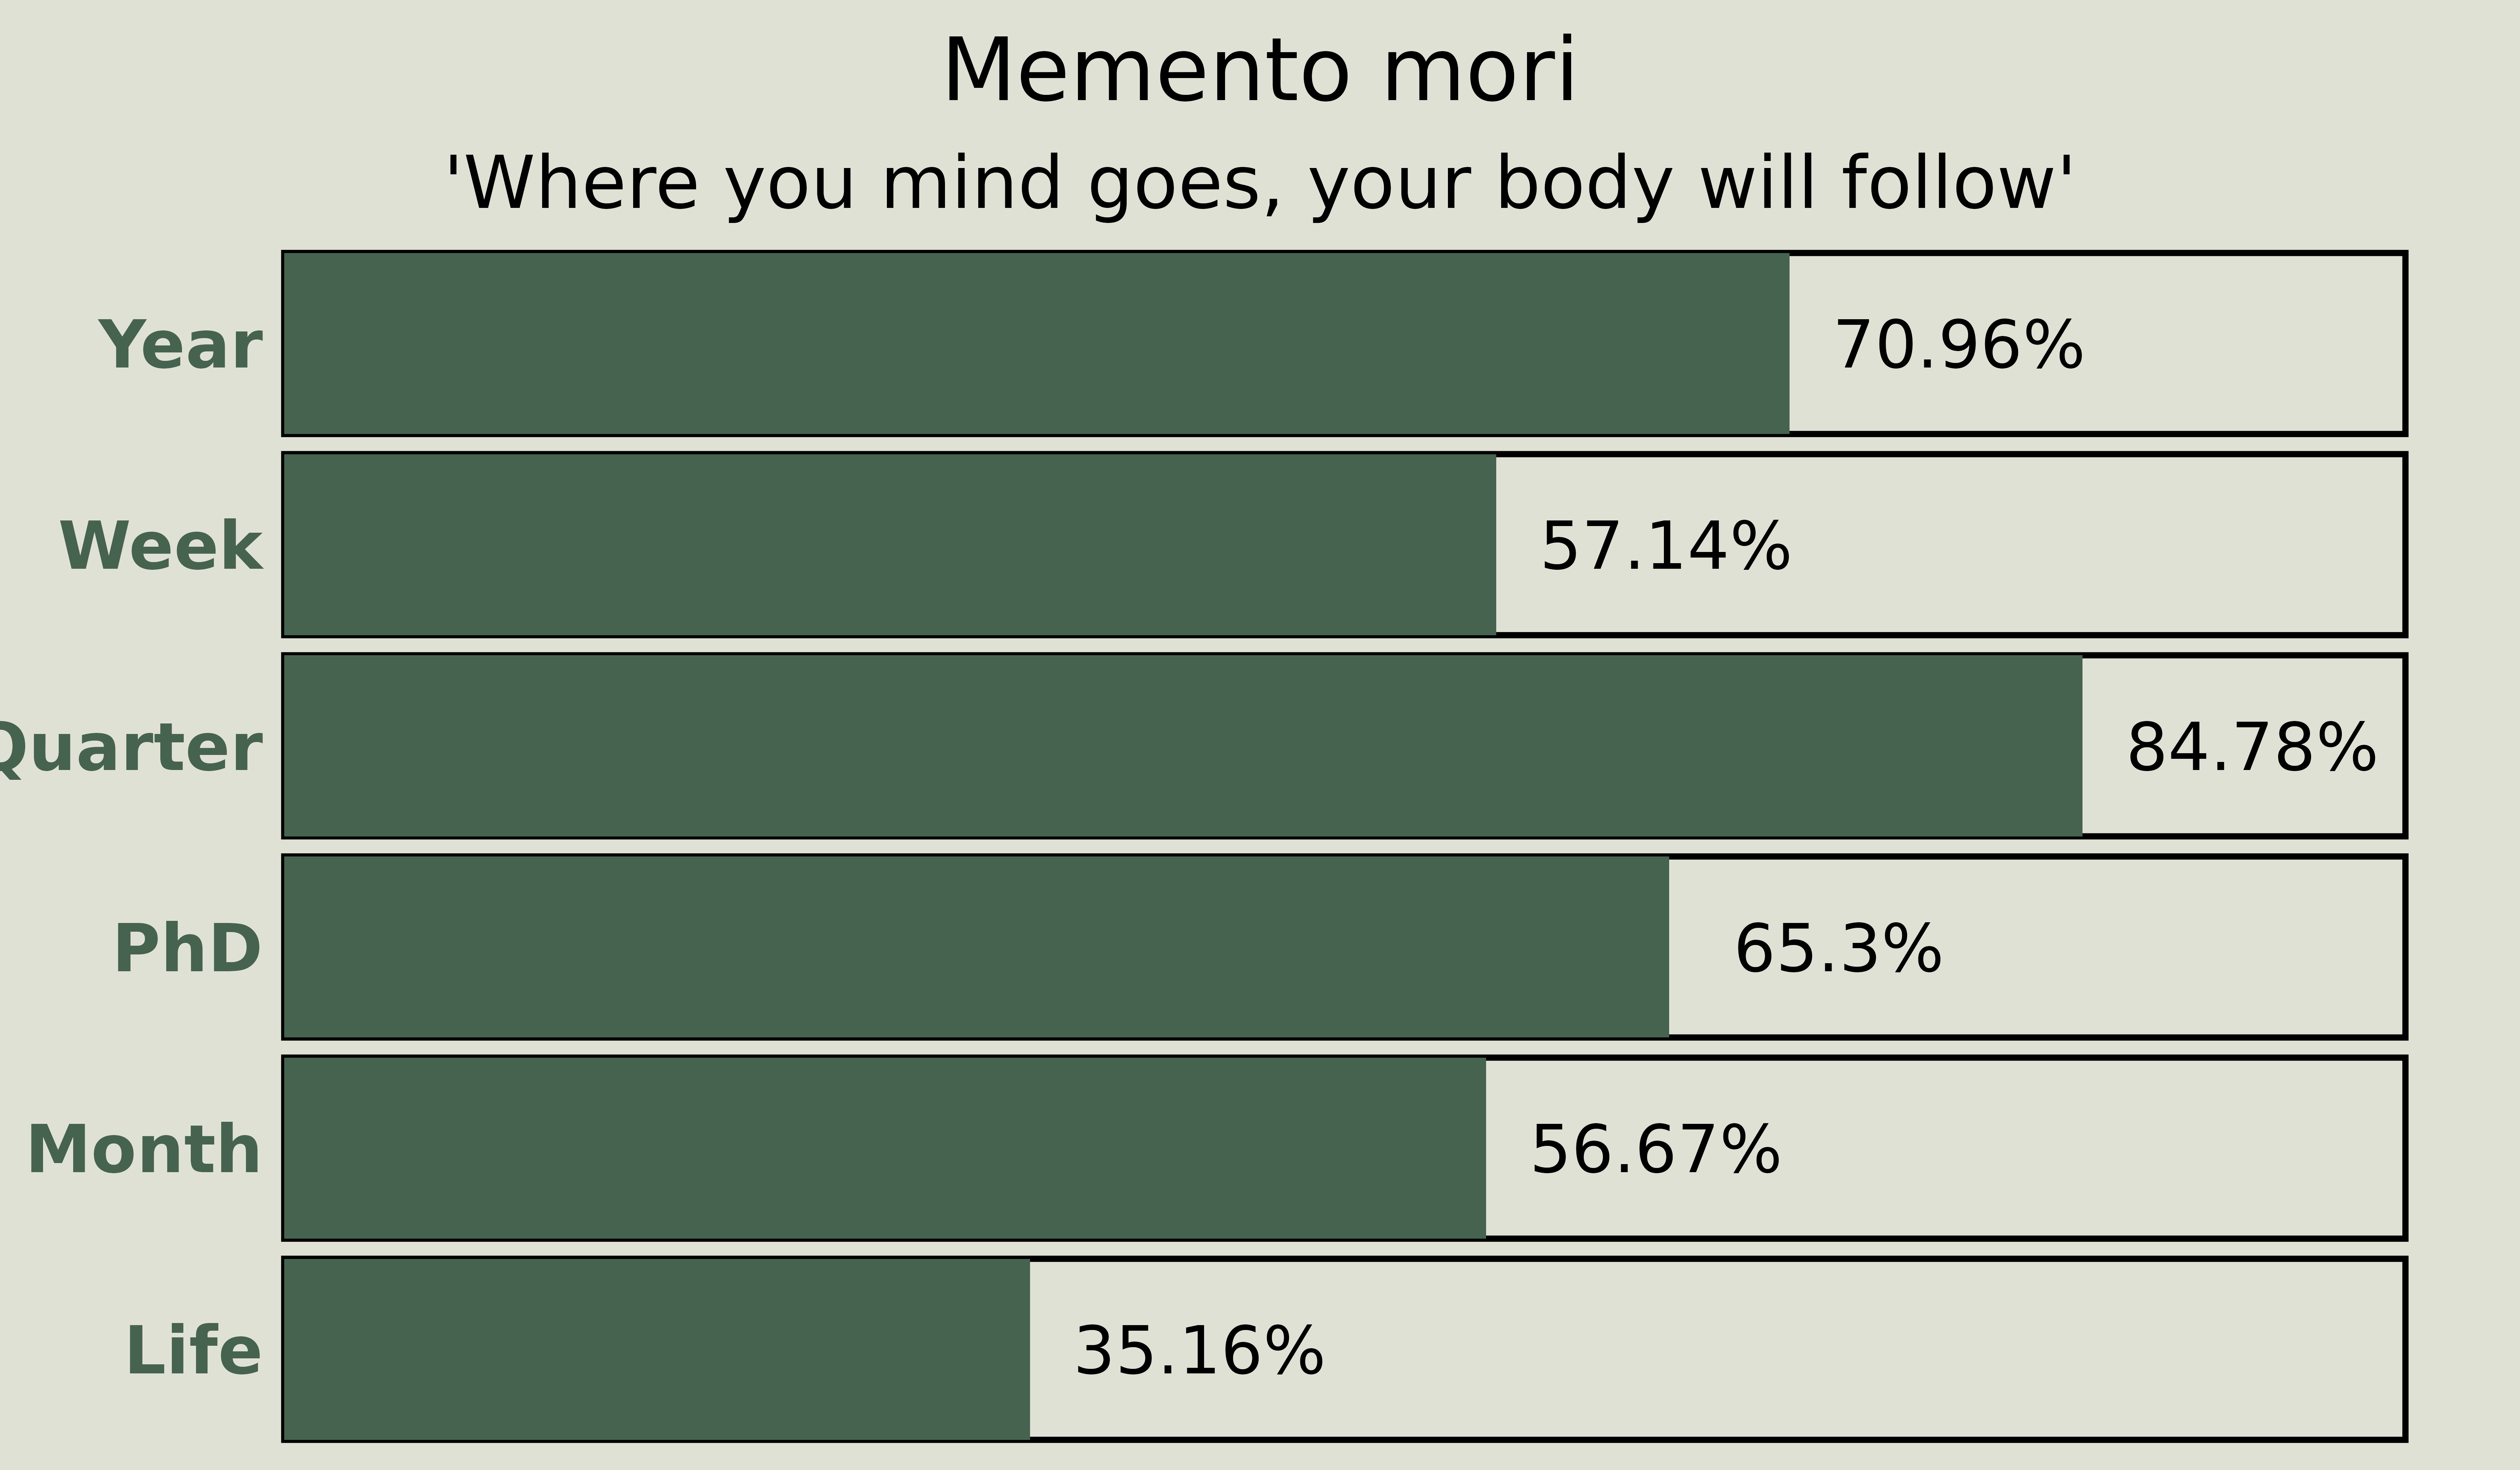 Memento mori
'Where you mind goes, your body will follow'
Year 70.96%
Week 57.14%
Quarter 84.78%
PhD 65.3%
Month 56.67%
Life 35.16%